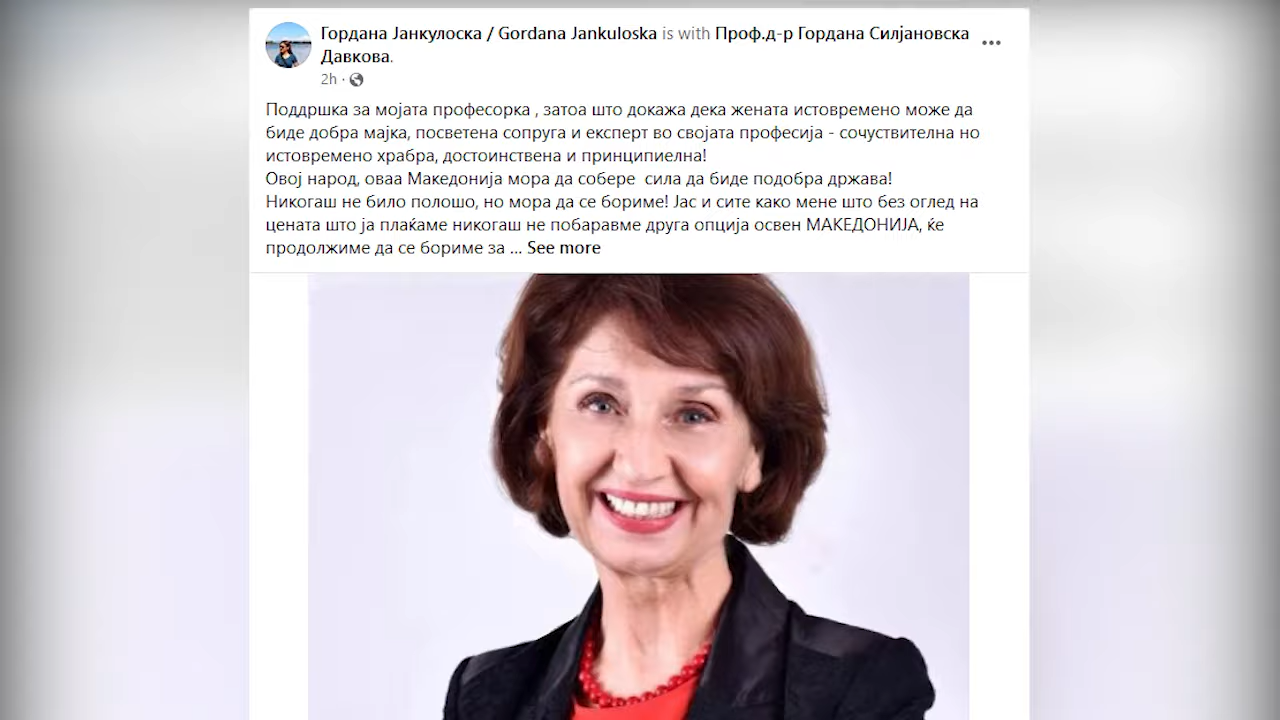 Гордана Јанкулоска / Gordana Jankuloska is with Проф.д-р Гордана Силјановска
Давкова.
2h ·
Поддршка за мојата професорка , затоа што докажа дека жената истовремено може да
биде добра мајка, посветена сопруга и експерт во својата професија - сочуствителна но
истовремено храбра, достоинствена и принципиелна!
Овој народ, оваа Македонија мора да собере  сила да биде подобра држава!
Никогаш не било полошо, но мора да се бориме! Јас и сите како мене што без оглед на
цената што ја плаќаме никогаш не побаравме друга опција освен МАКЕДОНИЈА, ќе
продолжиме да се бориме за ... See more